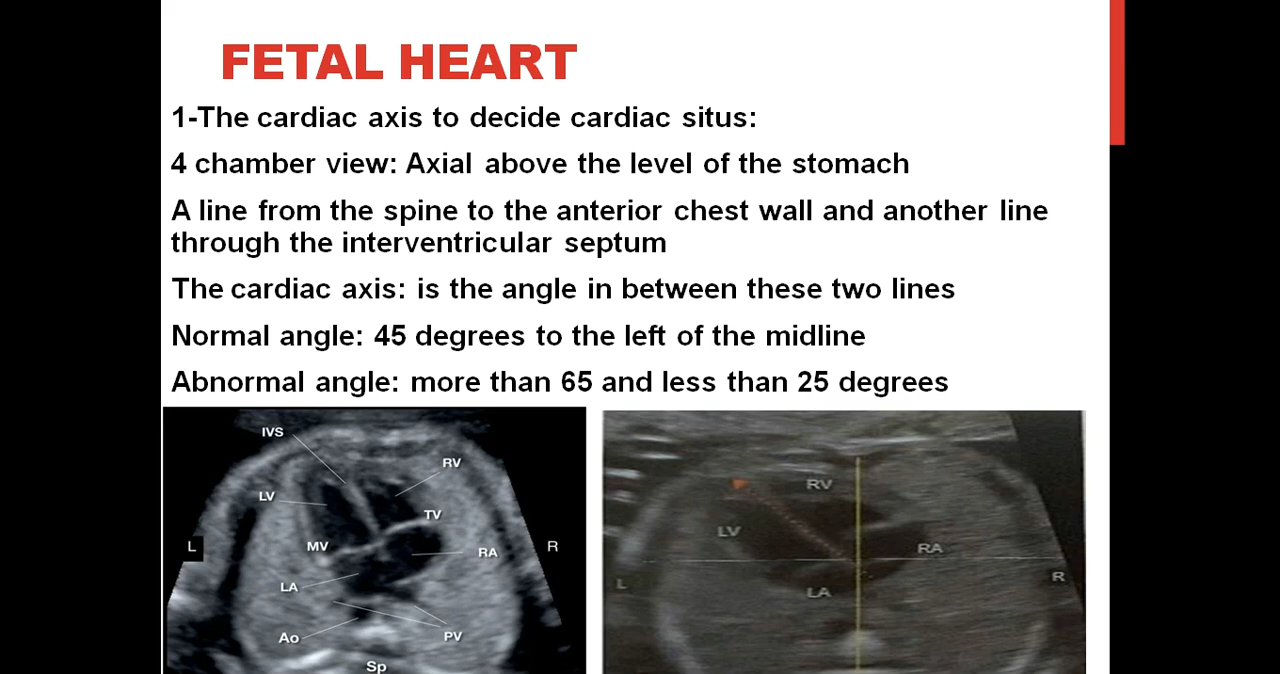 FETAL HEART
1-The cardiac axis to decide cardiac situs:
4 chamber view: Axial above the level of the stomach
A line from the spine to the anterior chest wall and another line
through the interventricular septum
The cardiac axis: is the angle in between these two lines
Normal angle: 45 degrees to the left of the midline
Abnormal angle: more than 65 and less than 25 degrees
IVS
RV
LV
TV
L
MV
RA
R
LA
Ao
PV
Sp
RV
LV
RA
L
LA
R